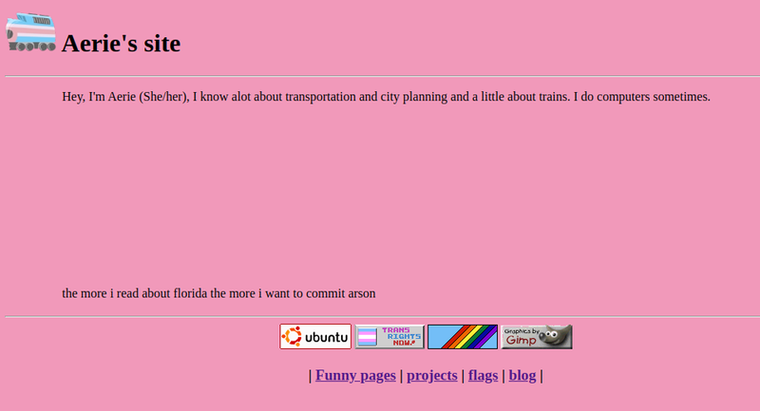 Aerie's site
Hey, I'm Aerie (She/her), I know alot about transportation and city planning and a little about trains. I do computers sometimes.
the more i read about florida the more i want to commit arson
ubuntu TRANS RIGHTS NOW Graphics by Gimp
| Funny pages | projects | flags | blog |